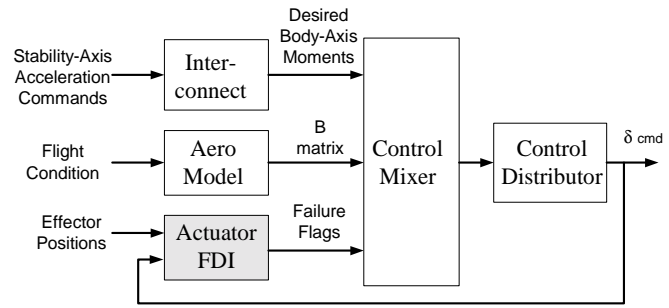 Stability-Axis
Acceleration
Commands
Inter-
connect
Desired
Body-Axis
Moments
Flight
Condition
Aero
Model
B
matrix
Effector
Positions
Actuator
FDI
Failure
Flags
Control
Mixer
Control
Distributor
δ cmd